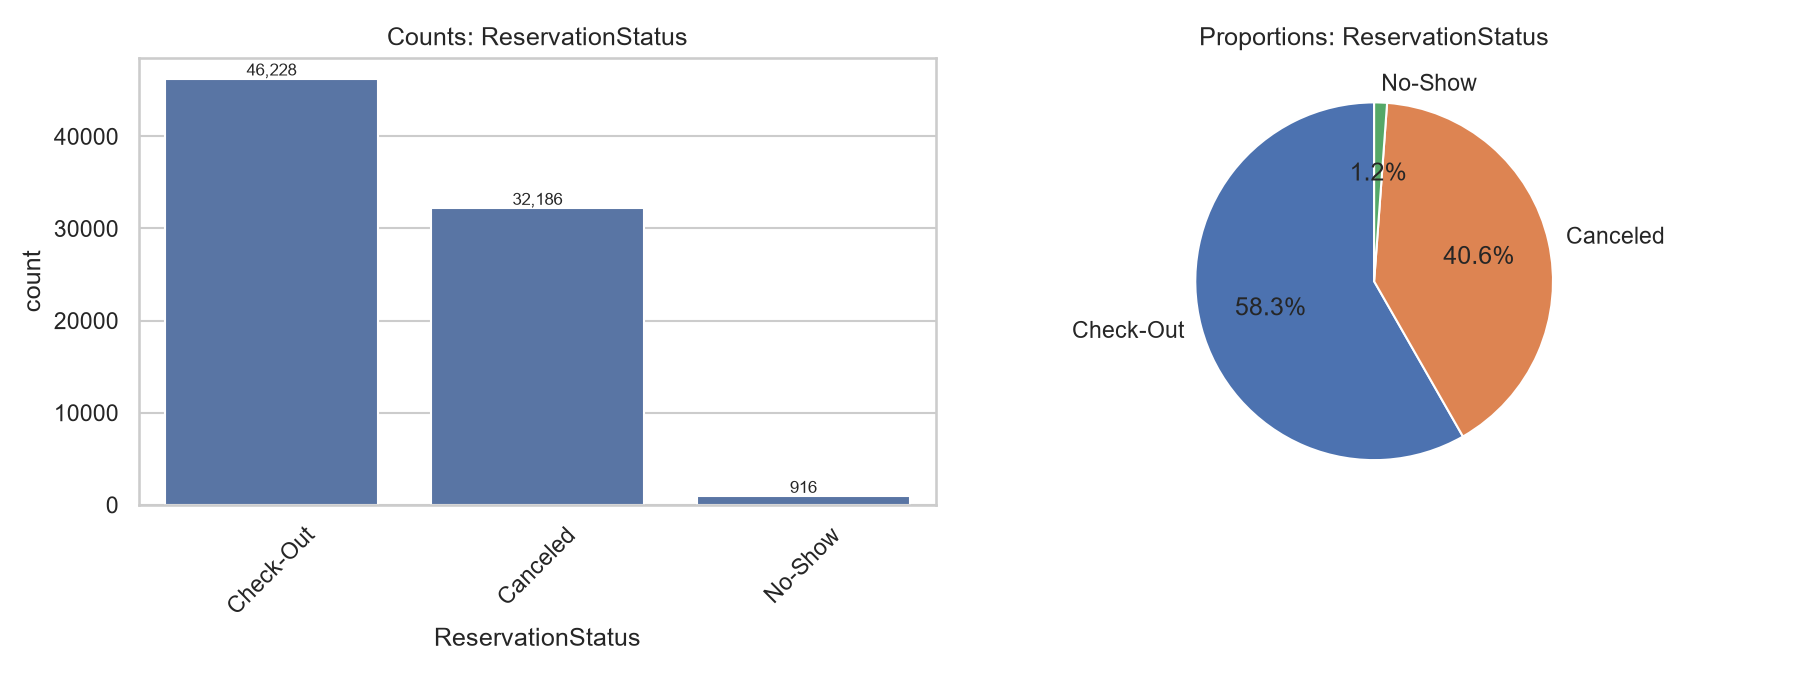 Counts: ReservationStatus
46,228
32,186
916
40000
30000
20000
10000
0
count
Check-Out
Canceled
No-Show
ReservationStatus
Proportions: ReservationStatus
No-Show
1.2%
Canceled
40.6%
58.3%
Check-Out